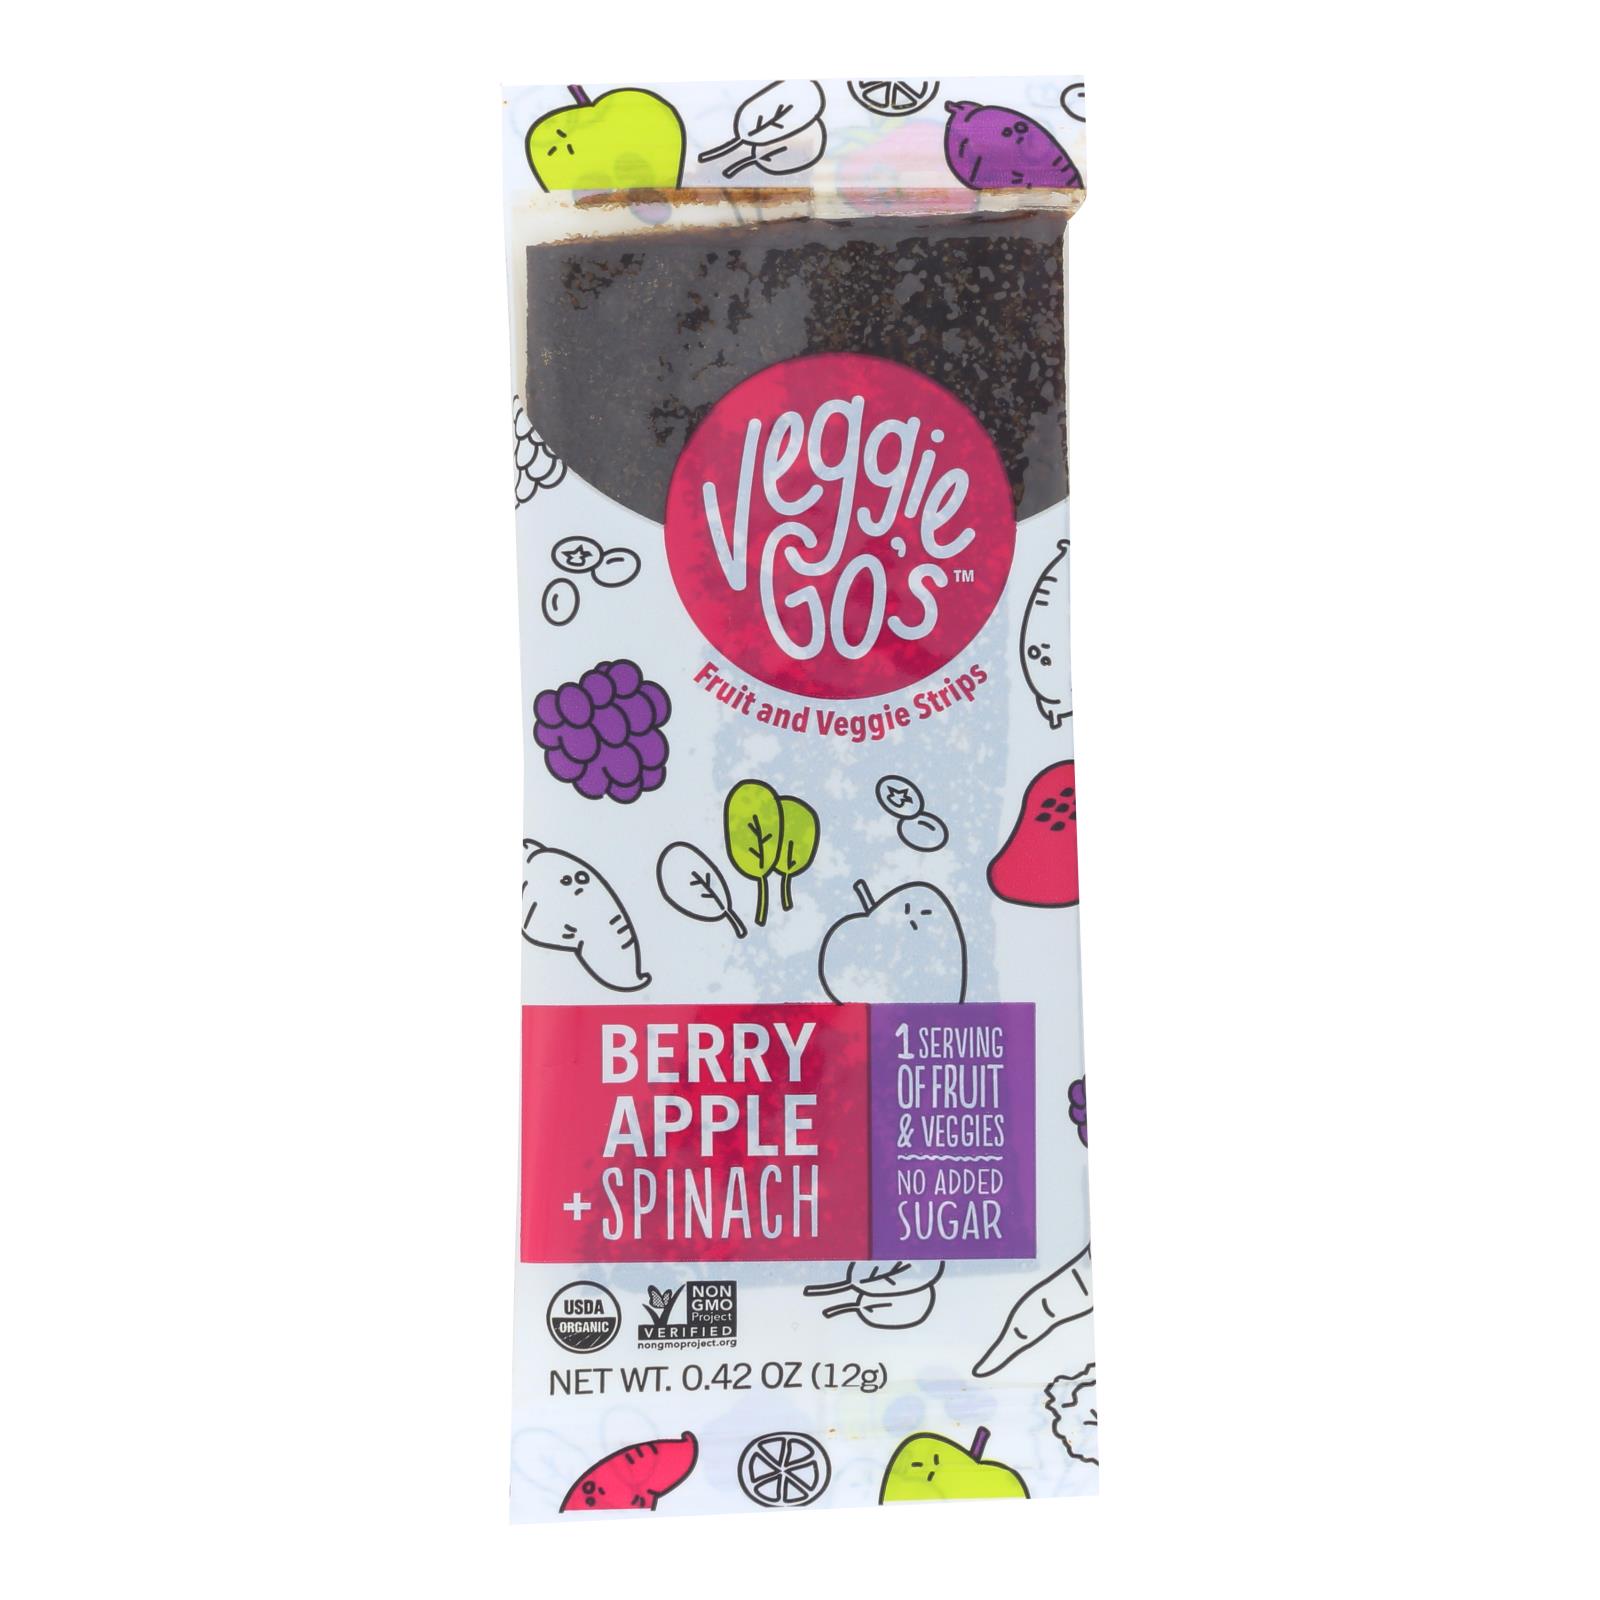 Veggie
Go's™
Fruit and Veggie Strips
BERRY
APPLE
+ SPINACH
1 SERVING
OF FRUIT
& VEGGIES
NO ADDED
SUGAR
USDA
ORGANIC
NON
GMO
Project
VERIFIED
nongmoproject.org
NET WT. 0.42 OZ (12g)